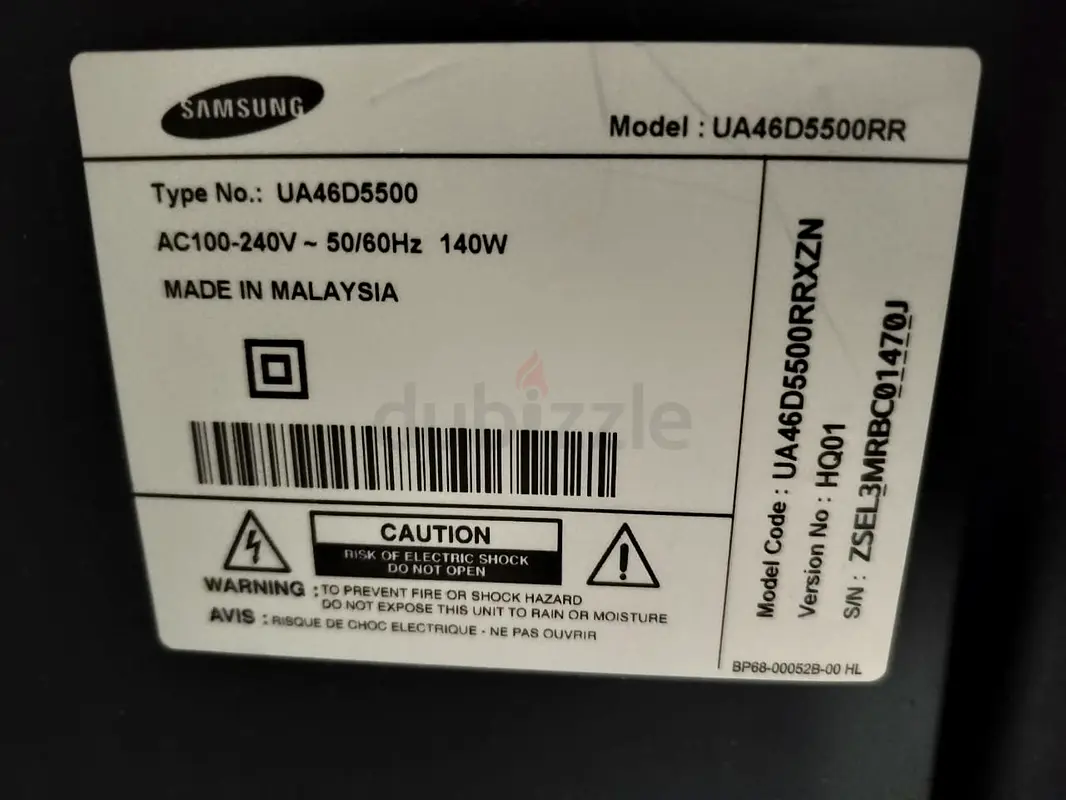 SAMSUNG
Model : UA46D5500RR
Type No.: UA46D5500
AC100-240V ~ 50/60Hz 140W
MADE IN MALAYSIA
dubizzle
CAUTION
RISK OF ELECTRIC SHOCK
DO NOT OPEN
WARNING : TO PREVENT FIRE OR SHOCK HAZARD
DO NOT EXPOSE THIS UNIT TO RAIN OR MOISTURE
AVIS : RISQUE DE CHOC ELECTRIQUE - NE PAS OUVRIR
Model Code : UA46D5500RRXZN
Version No : HQ01
S/N : ZSEL3MRBC01470J
BP68-00052B-00 HL